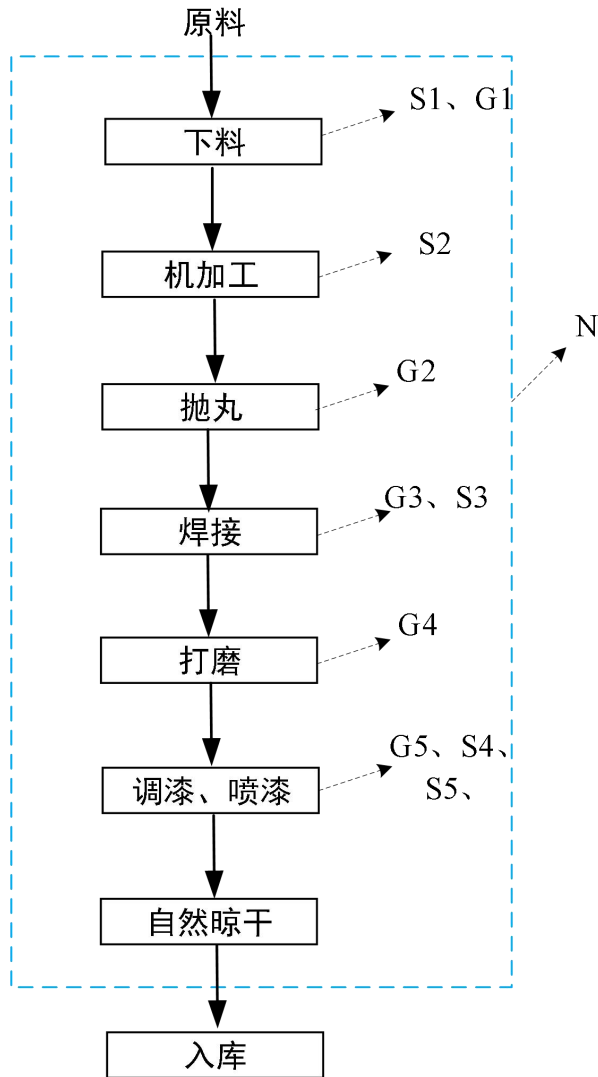 原料
S1、G1
下料
S2
机加工
N
G2
抛丸
G3、S3
焊接
G4
打磨
G5、S4、
S5、
调漆、喷漆
自然晾干
入库